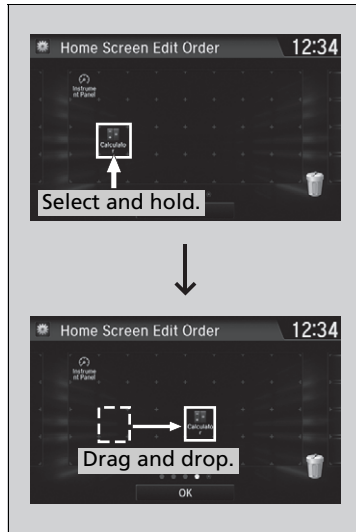 Home Screen Edit Order 12:34
Instrume
nt Panel
Calculato
r
Select and hold.
Home Screen Edit Order 12:34
Instrume
nt Panel
Calculato
r
Drag and drop.
OK